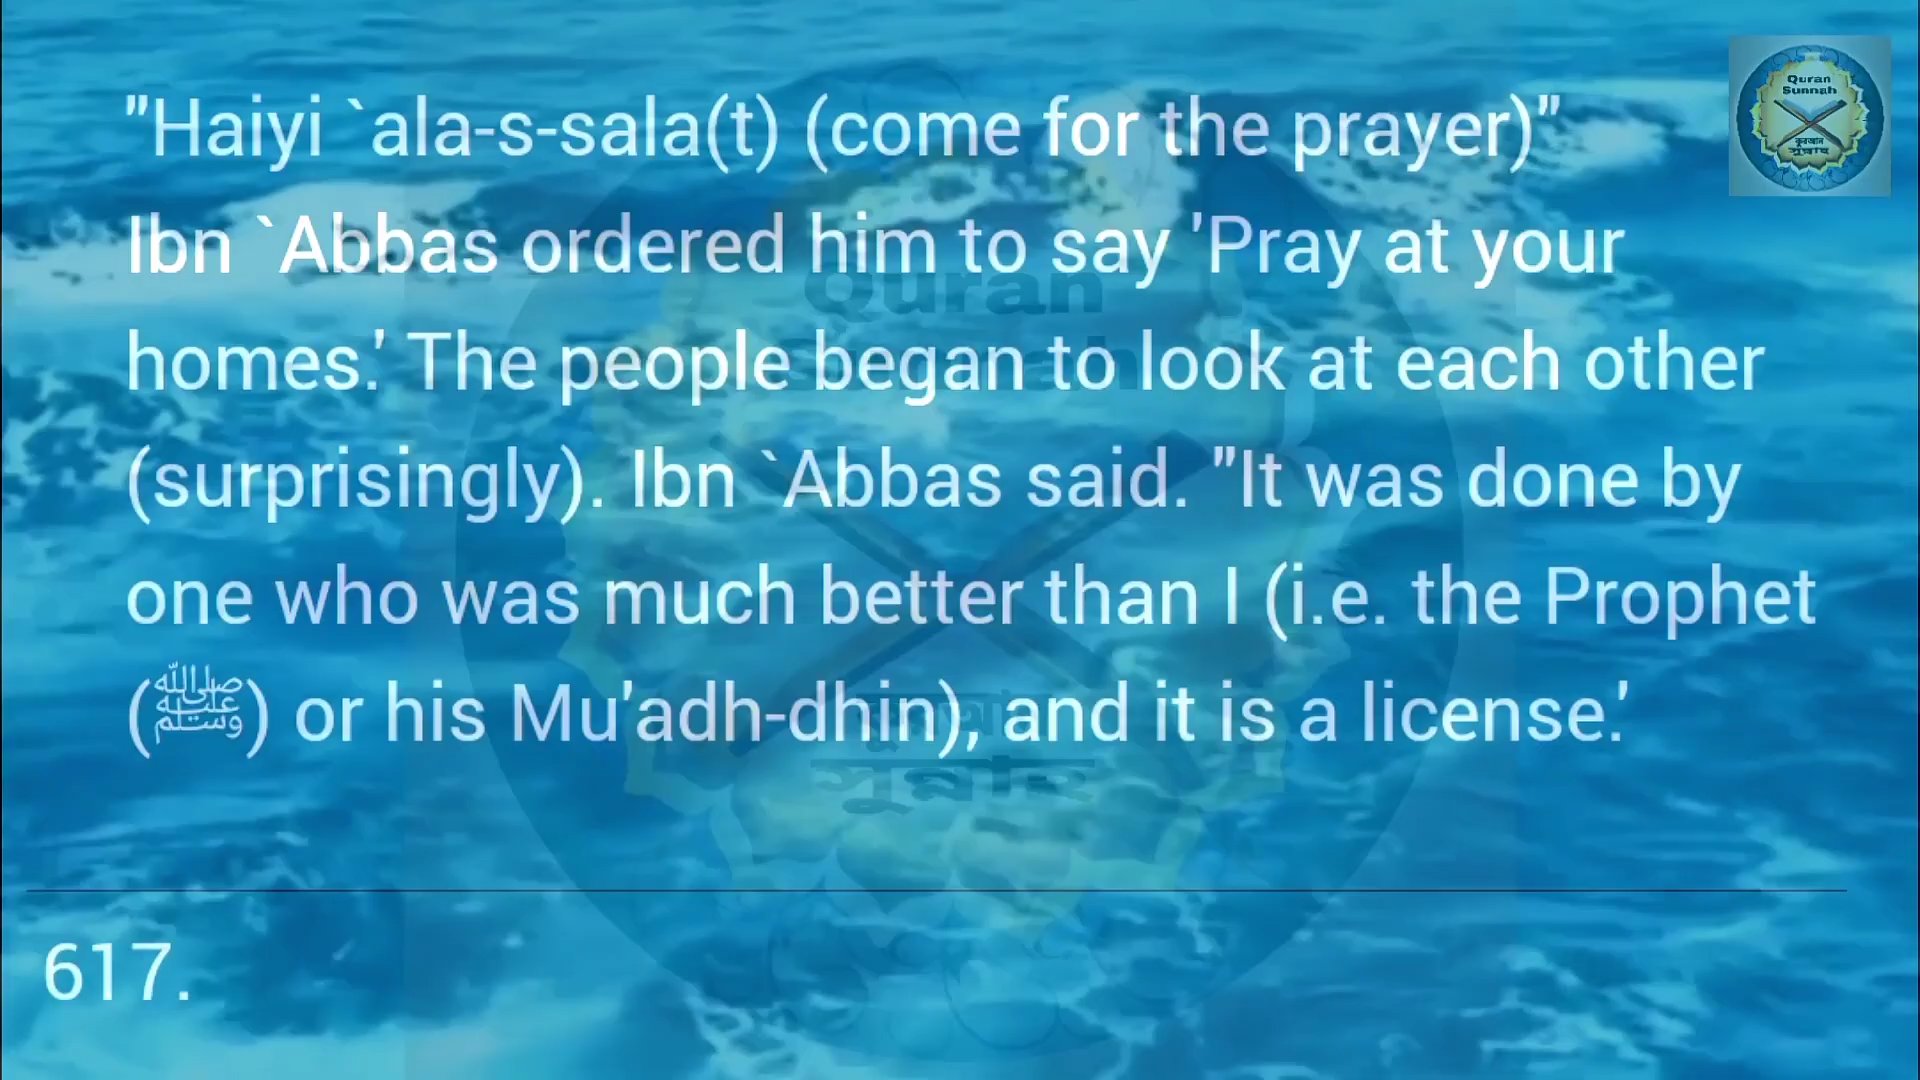 Quran
Sunnah
কুরআন
সুন্নাহ
"Haiyi `ala-s-sala(t) (come for the prayer)"
Ibn `Abbas ordered him to say 'Pray at your
homes.' The people began to look at each other
(surprisingly). Ibn `Abbas said. "It was done by
one who was much better than I (i.e. the Prophet
(ﷺ) or his Mu'adh-dhin), and it is a license.'
617.